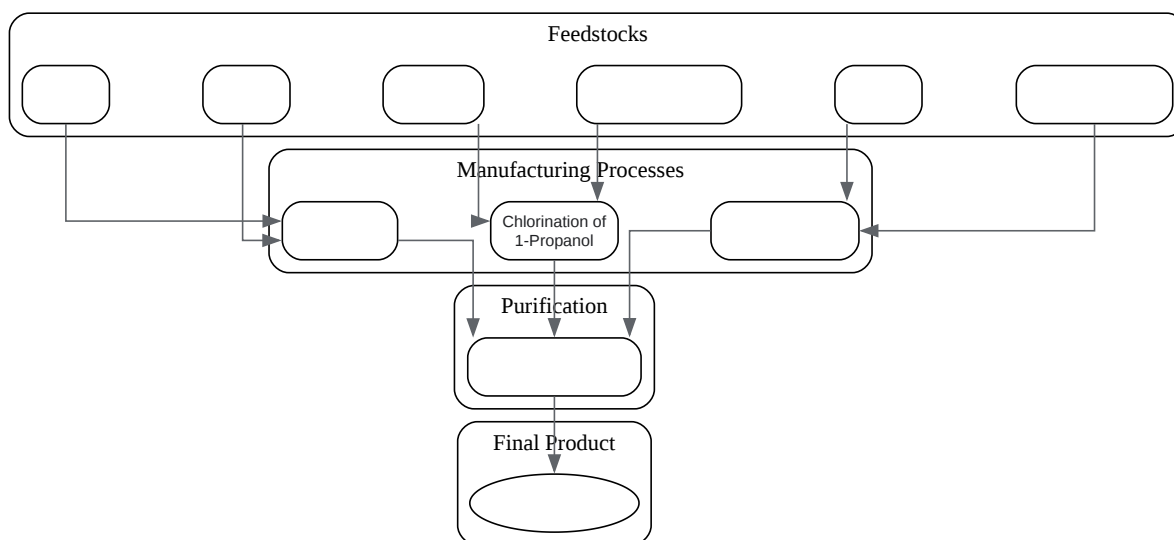 Feedstocks
Manufacturing Processes
Chlorination of
1-Propanol
Purification
Final Product